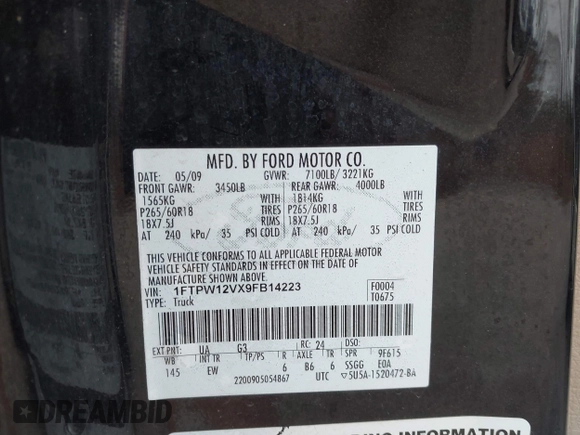 MFD. BY FORD MOTOR CO.
DATE: 05/09 GVWR: 7100LB/ 3221KG
FRONT GAWR: 3450LB REAR GAWR: 4000LB
1565KG WITH 1814KG WITH
P265/60R18 TIRES P265/60R18 TIRES
18X7.5J RIMS 18X7.5J RIMS
AT 240 kPa/ 35 PSI COLD AT 240 kPa/ 35 PSI COLD
THIS VEHICLE CONFORMS TO ALL APPLICABLE FEDERAL MOTOR
VEHICLE SAFETY STANDARDS IN EFFECT ON THE DATE OF
MANUFACTURE SHOWN ABOVE.
VIN: 1FTPW12VX9FB14223 F0004
TYPE: Truck T0675
EXT PNT: UA G3 RC: 24 DSO:
WB INT TR TP/PS R AXLE TR SPR 9F615
145 EW 6 B6 6 SSGG E0A
2200905054867 UTC ▽5U5A-1520472-BA
BIDMOTORS
ING INFORMATION